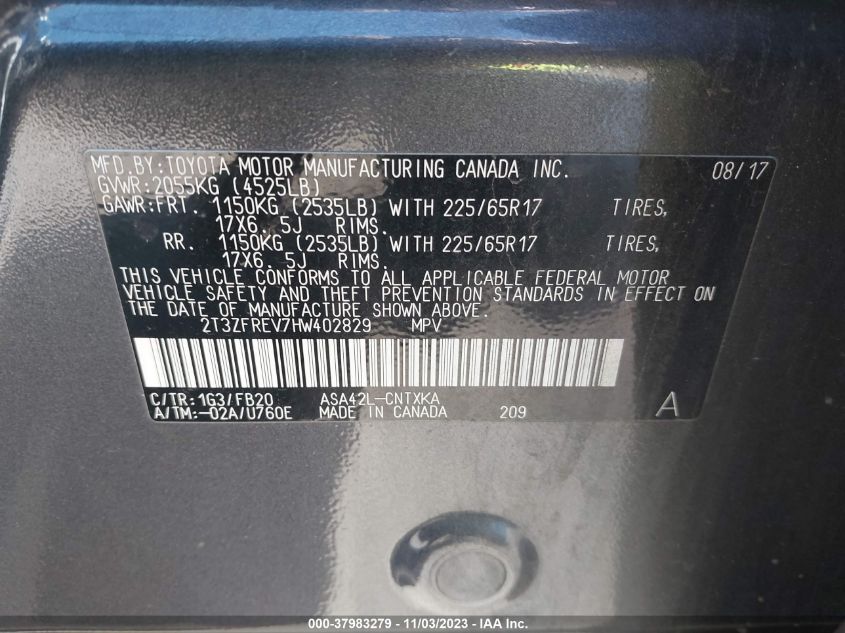 MFD.BY:TOYOTA MOTOR MANUFACTURING CANADA INC. 08/17
GVWR:2055KG (4525LB)
GAWR:FRT. 1150KG (2535LB) WITH 225/65R17 TIRES,
17X6. 5J RIMS.
RR. 1150KG (2535LB) WITH 225/65R17 TIRES,
17X6. 5J RIMS.
THIS VEHICLE CONFORMS TO ALL APPLICABLE FEDERAL MOTOR
VEHICLE SAFETY AND THEFT PREVENTION STANDARDS IN EFFECT ON
THE DATE OF MANUFACTURE SHOWN ABOVE.
2T3ZFREV7HW402829 MPV
C/TR:1G3/FB20 ASA42L-CNTXKA
A/TM:-02A/U760E MADE IN CANADA 209 A
000-37983279 - 11/03/2023 - IAA Inc.